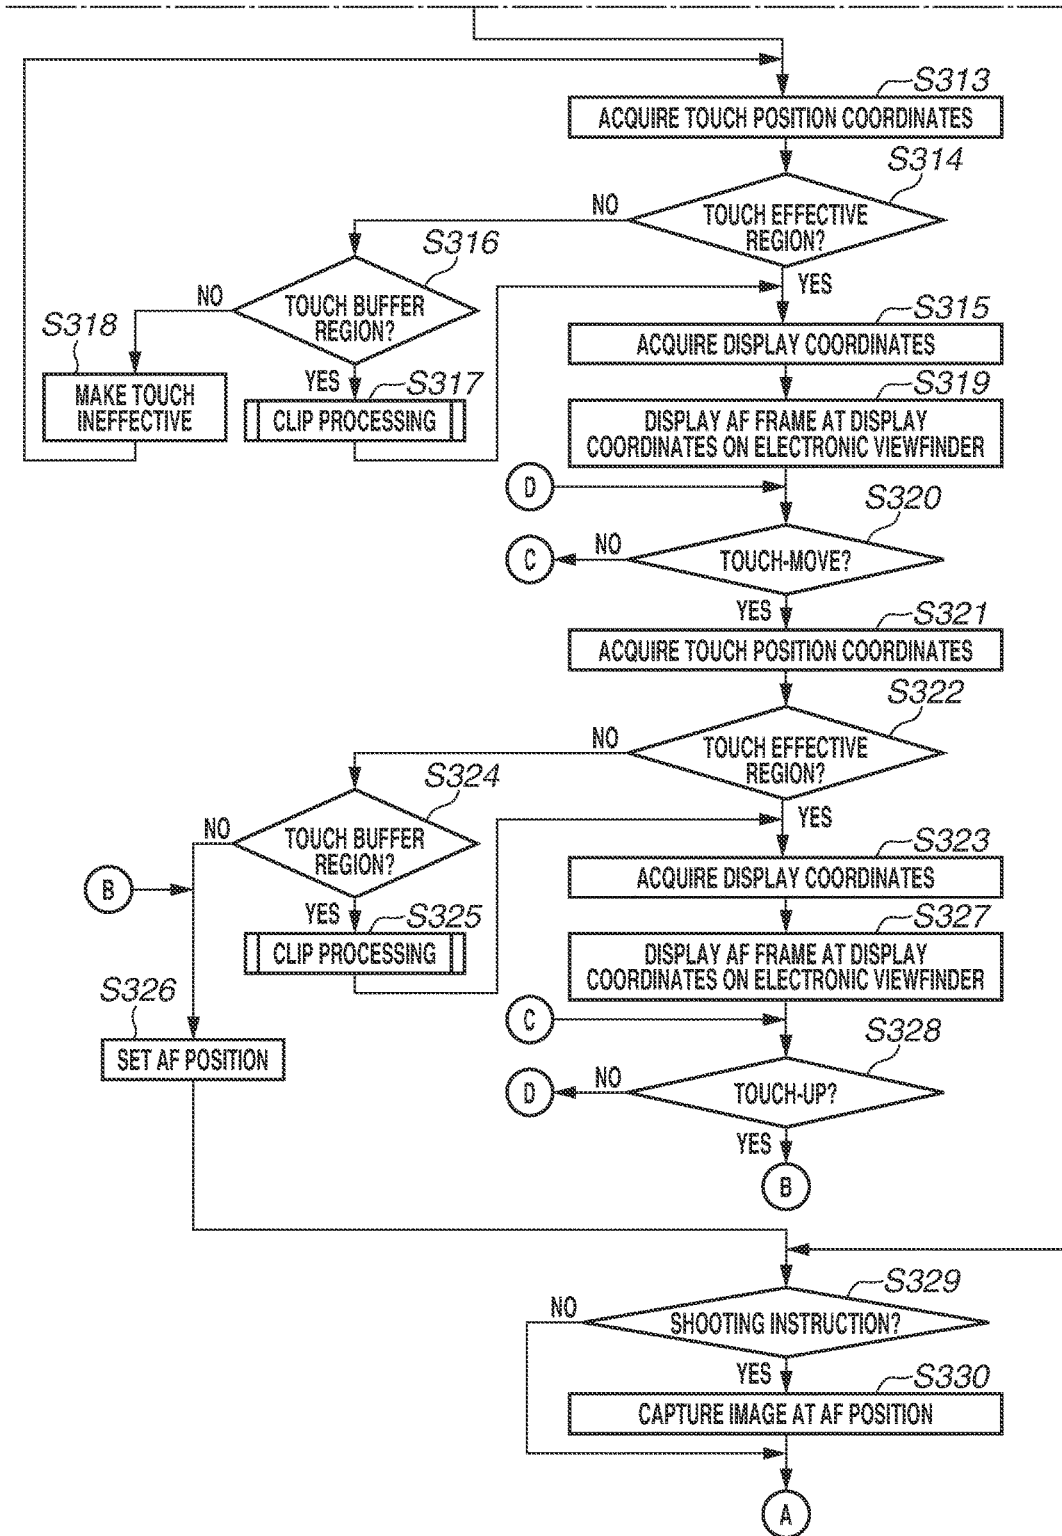 S313
ACQUIRE TOUCH POSITION COORDINATES
S314
TOUCH EFFECTIVE
REGION?
NO
YES
S316
TOUCH BUFFER
REGION?
NO
YES
S318
MAKE TOUCH
INEFFECTIVE
S317
CLIP PROCESSING
S315
ACQUIRE DISPLAY COORDINATES
S319
DISPLAY AF FRAME AT DISPLAY
COORDINATES ON ELECTRONIC VIEWFINDER
D
S320
TOUCH-MOVE?
NO
C
YES
S321
ACQUIRE TOUCH POSITION COORDINATES
S322
TOUCH EFFECTIVE
REGION?
NO
YES
S324
TOUCH BUFFER
REGION?
NO
YES
B
S325
CLIP PROCESSING
S323
ACQUIRE DISPLAY COORDINATES
S327
DISPLAY AF FRAME AT DISPLAY
COORDINATES ON ELECTRONIC VIEWFINDER
S326
SET AF POSITION
C
S328
TOUCH-UP?
NO
D
YES
B
S329
SHOOTING INSTRUCTION?
NO
YES
S330
CAPTURE IMAGE AT AF POSITION
A